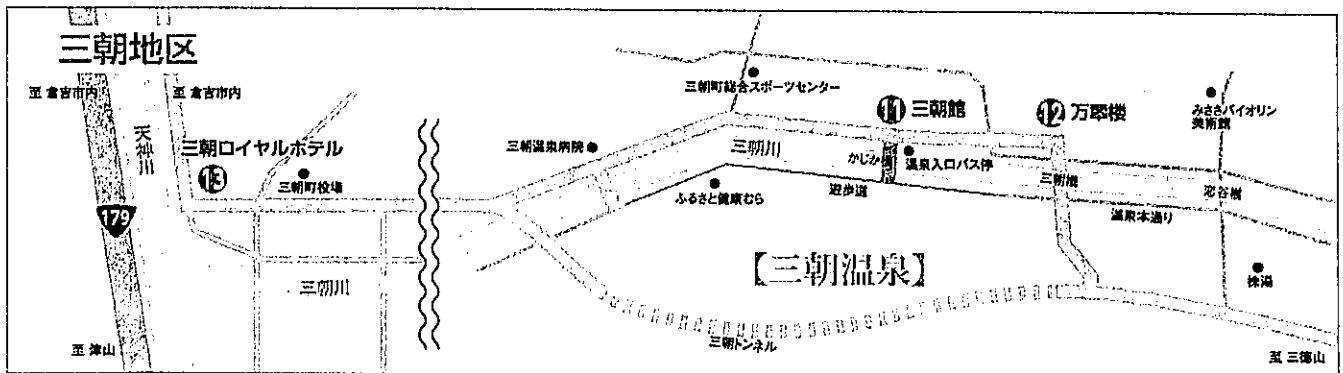 三朝地区
至 倉吉市内
至 倉吉市内
天神川
三朝ロイヤルホテル
13
三朝町役場
179
三朝川
至 津山
三朝温泉病院
三朝町総合スポーツセンター
11 三朝館
12 万翆楼
みささバイオリン
美術館
三朝川
かじか橋
温泉入口バス停
三朝橋
恋谷橋
ふるさと健康むら
遊歩道
温泉本通り
【三朝温泉】
株湯
三朝トンネル
至 三徳山